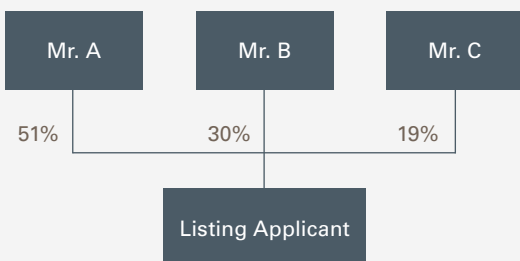 Mr. A
Mr. B
Mr. C
51%
30%
19%
Listing Applicant